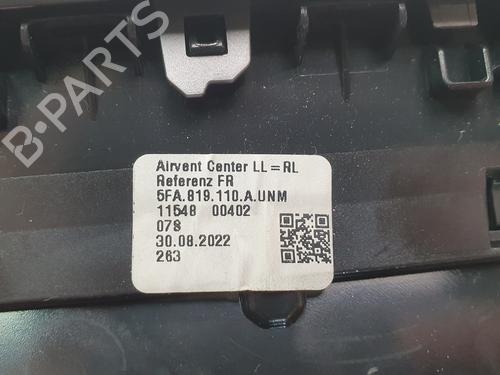 B-PARTS
Airvent Center LL=RL
Referenz FR
5FA.819.110.A.UNM
11548 00402
078
30.08.2022
263